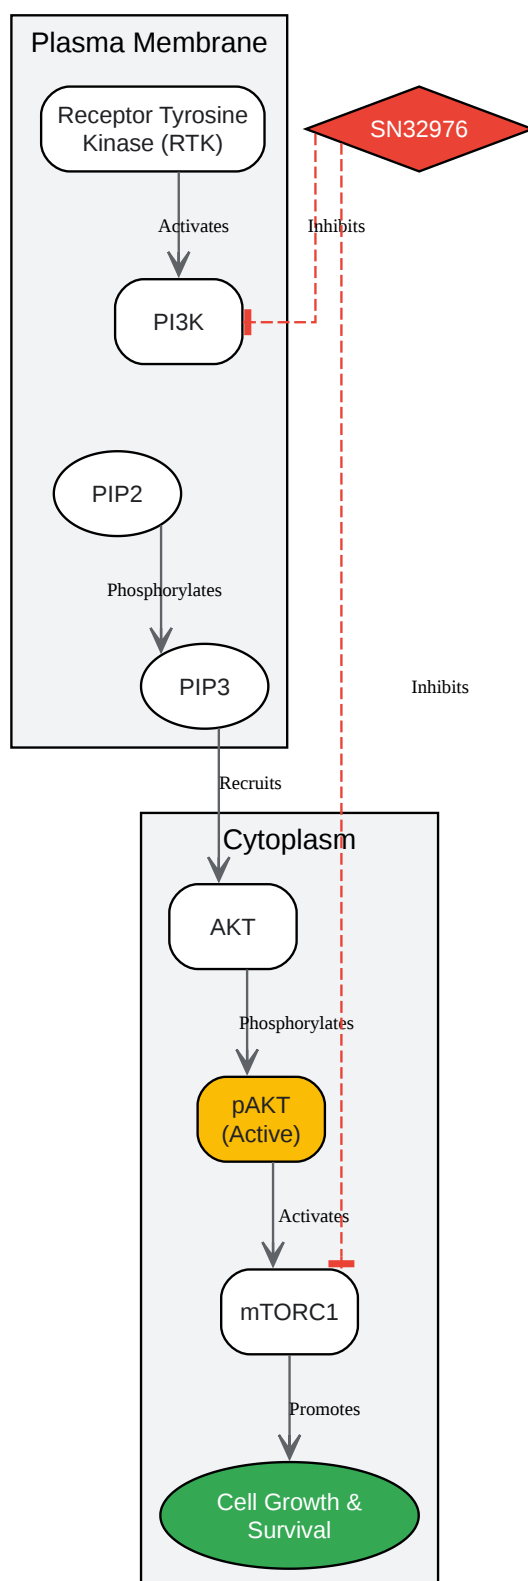 Plasma Membrane
Receptor Tyrosine
Kinase (RTK)
SN32976
Activates
Inhibits
PI3K
PIP2
Phosphorylates
PIP3
Inhibits
Recruits
Cytoplasm
AKT
Phosphorylates
pAKT
(Active)
Activates
mTORC1
Promotes
Cell Growth &
Survival